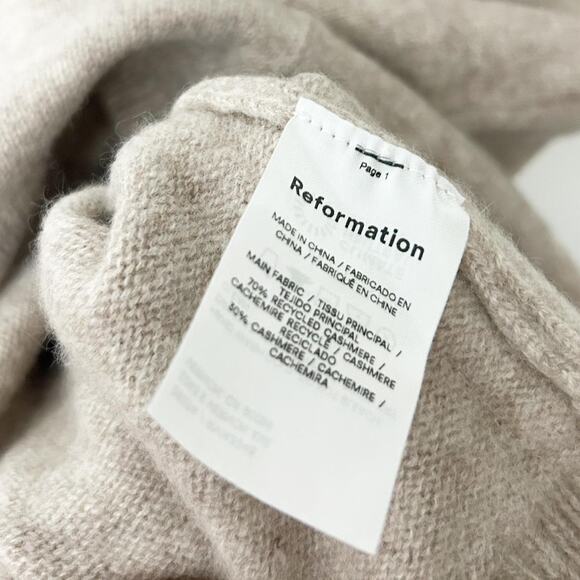 Page 1
Reformation
MADE IN CHINA / FABRICADO EN
CHINA / FABRIQUÉ EN CHINE
MAIN FABRIC / TISSU PRINCIPAL /
TEJIDO PRINCIPAL
70% RECYCLED CASHMERE /
CACHEMIRE RECYCLÉ / CASHMERE
RECICLADO
30% CASHMERE / CACHEMIRE /
CACHEMIRA